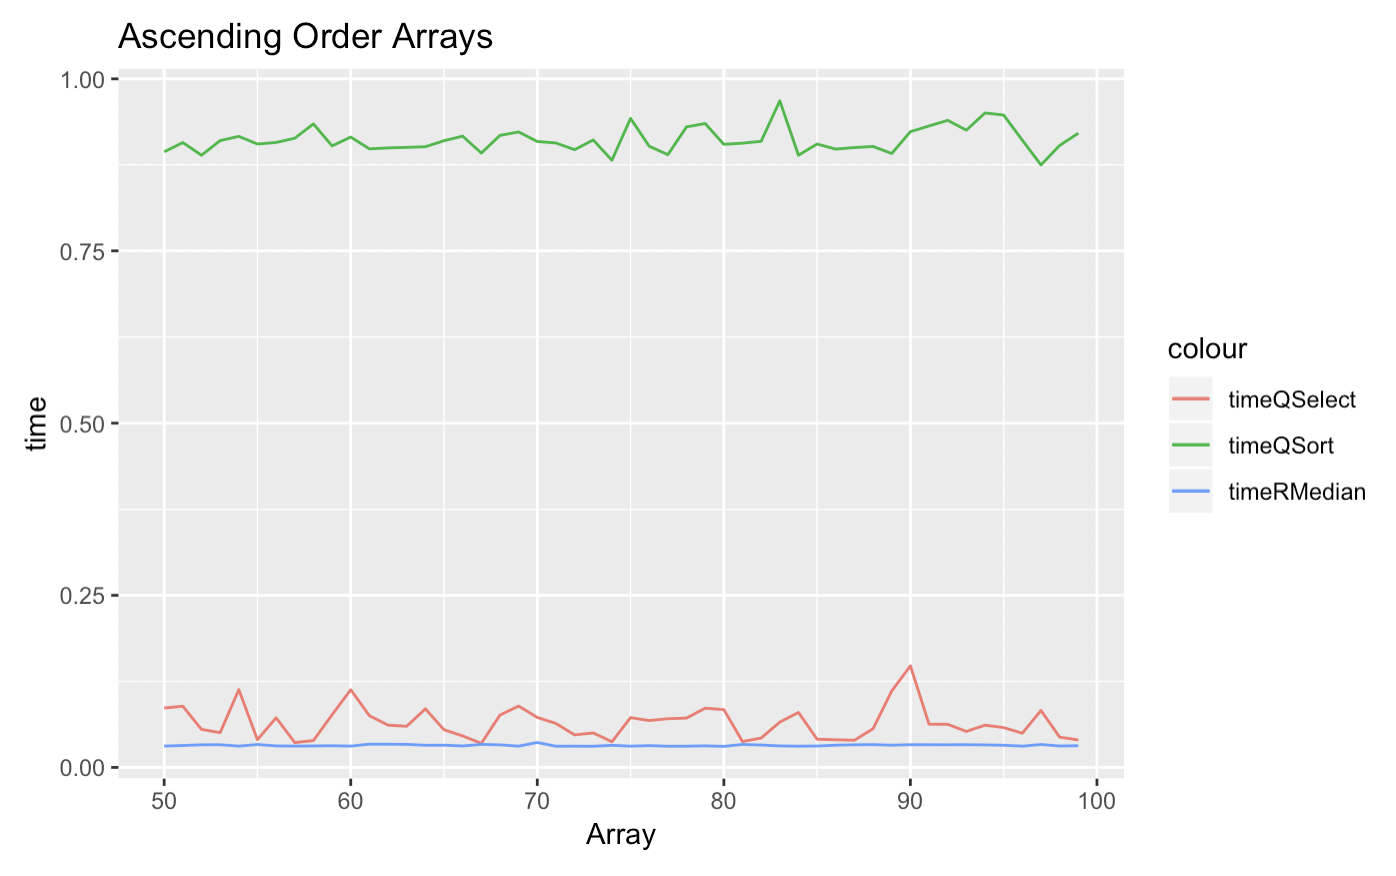 Ascending Order Arrays
1.00
0.75
0.50
0.25
0.00
time
50 60 70 80 90 100
Array
colour
timeQSelect
timeQSort
timeRMedian